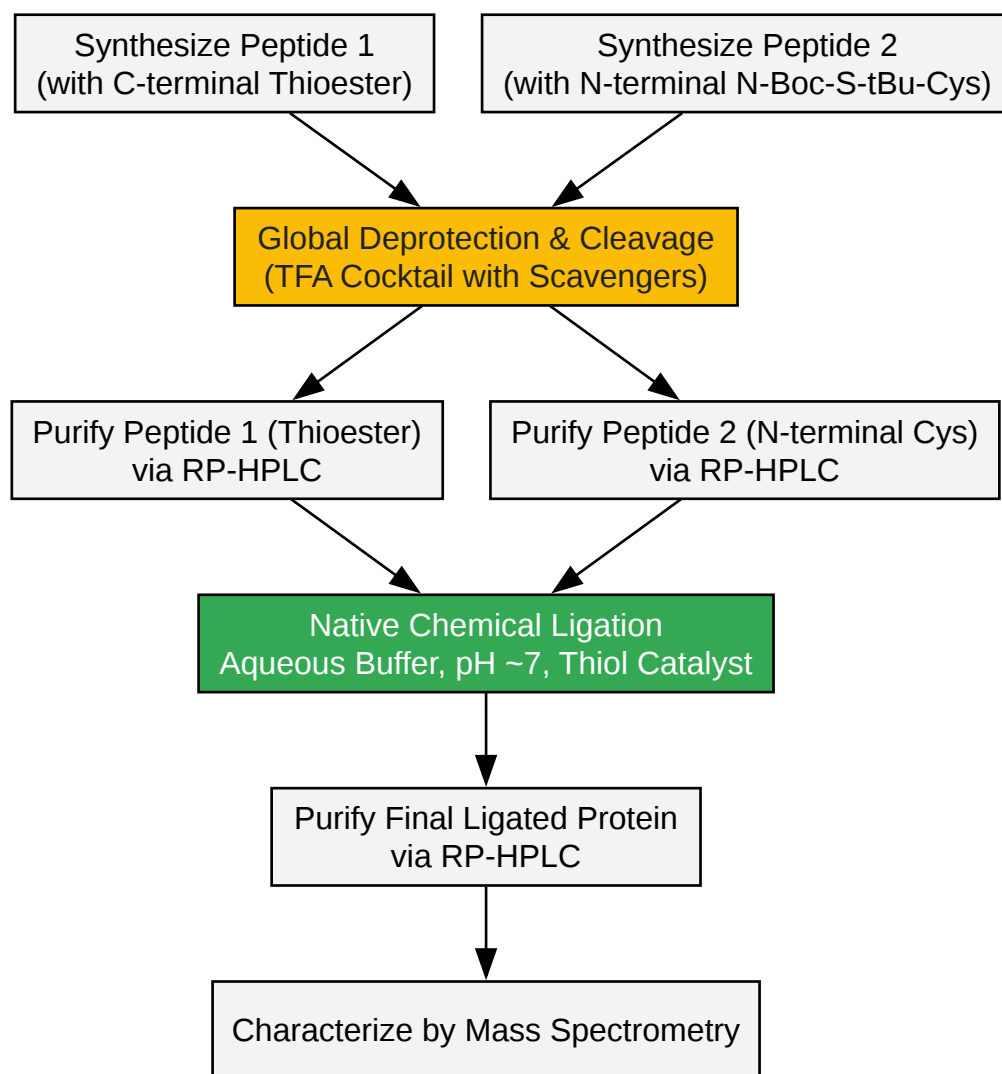 Synthesize Peptide 1
(with C-terminal Thioester)
Synthesize Peptide 2
(with N-terminal N-Boc-S-tBu-Cys)
Global Deprotection & Cleavage
(TFA Cocktail with Scavengers)
Purify Peptide 1 (Thioester)
via RP-HPLC
Purify Peptide 2 (N-terminal Cys)
via RP-HPLC
Native Chemical Ligation
Aqueous Buffer, pH ~7, Thiol Catalyst
Purify Final Ligated Protein
via RP-HPLC
Characterize by Mass Spectrometry